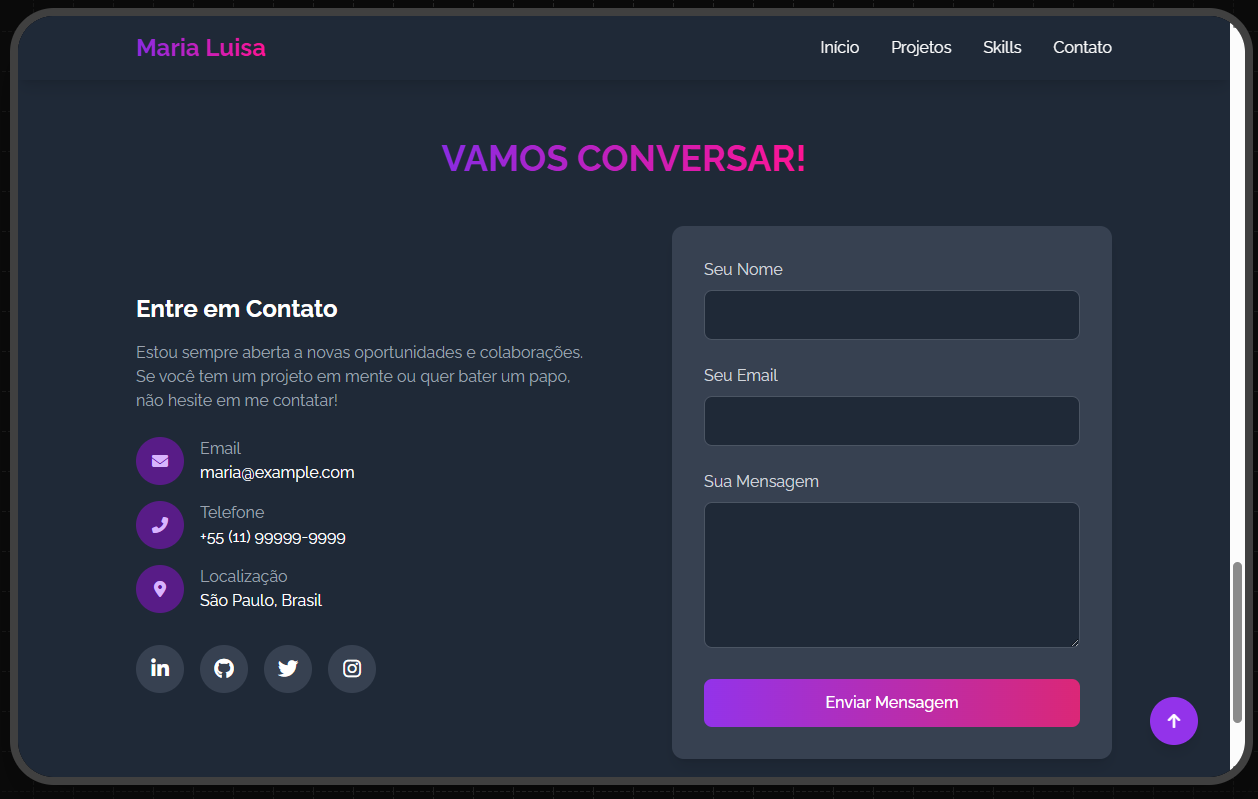 Maria Luisa
Início Projetos Skills Contato
VAMOS CONVERSAR!
Entre em Contato
Estou sempre aberta a novas oportunidades e colaborações.
Se você tem um projeto em mente ou quer bater um papo,
não hesite em me contatar!
Email
maria@example.com
Telefone
+55 (11) 99999-9999
Localização
São Paulo, Brasil
Seu Nome
Seu Email
Sua Mensagem
Enviar Mensagem